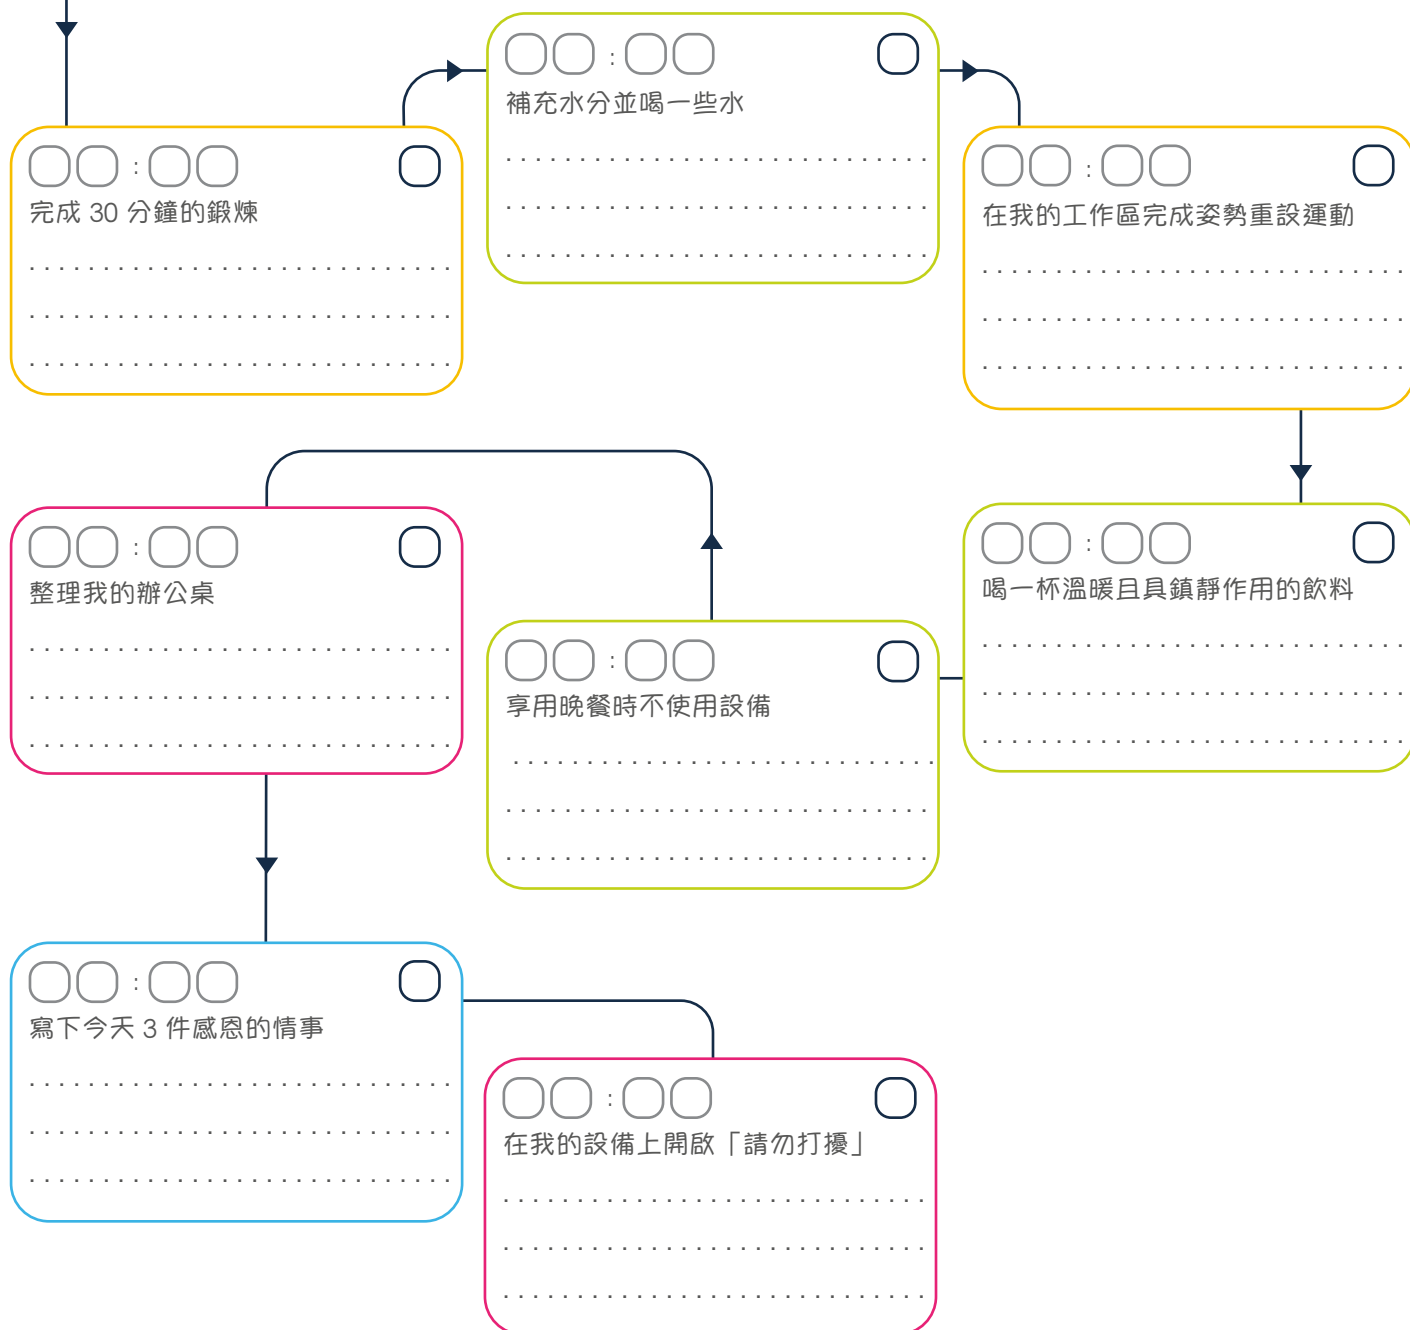 完成 30 分鐘的鍛煉
補充水分並喝一些水
在我的工作區完成姿勢重設運動
喝一杯溫暖且具鎮靜作用的飲料
享用晚餐時不使用設備
整理我的辦公桌
寫下今天 3 件感恩的情事
在我的設備上開啟「請勿打擾」